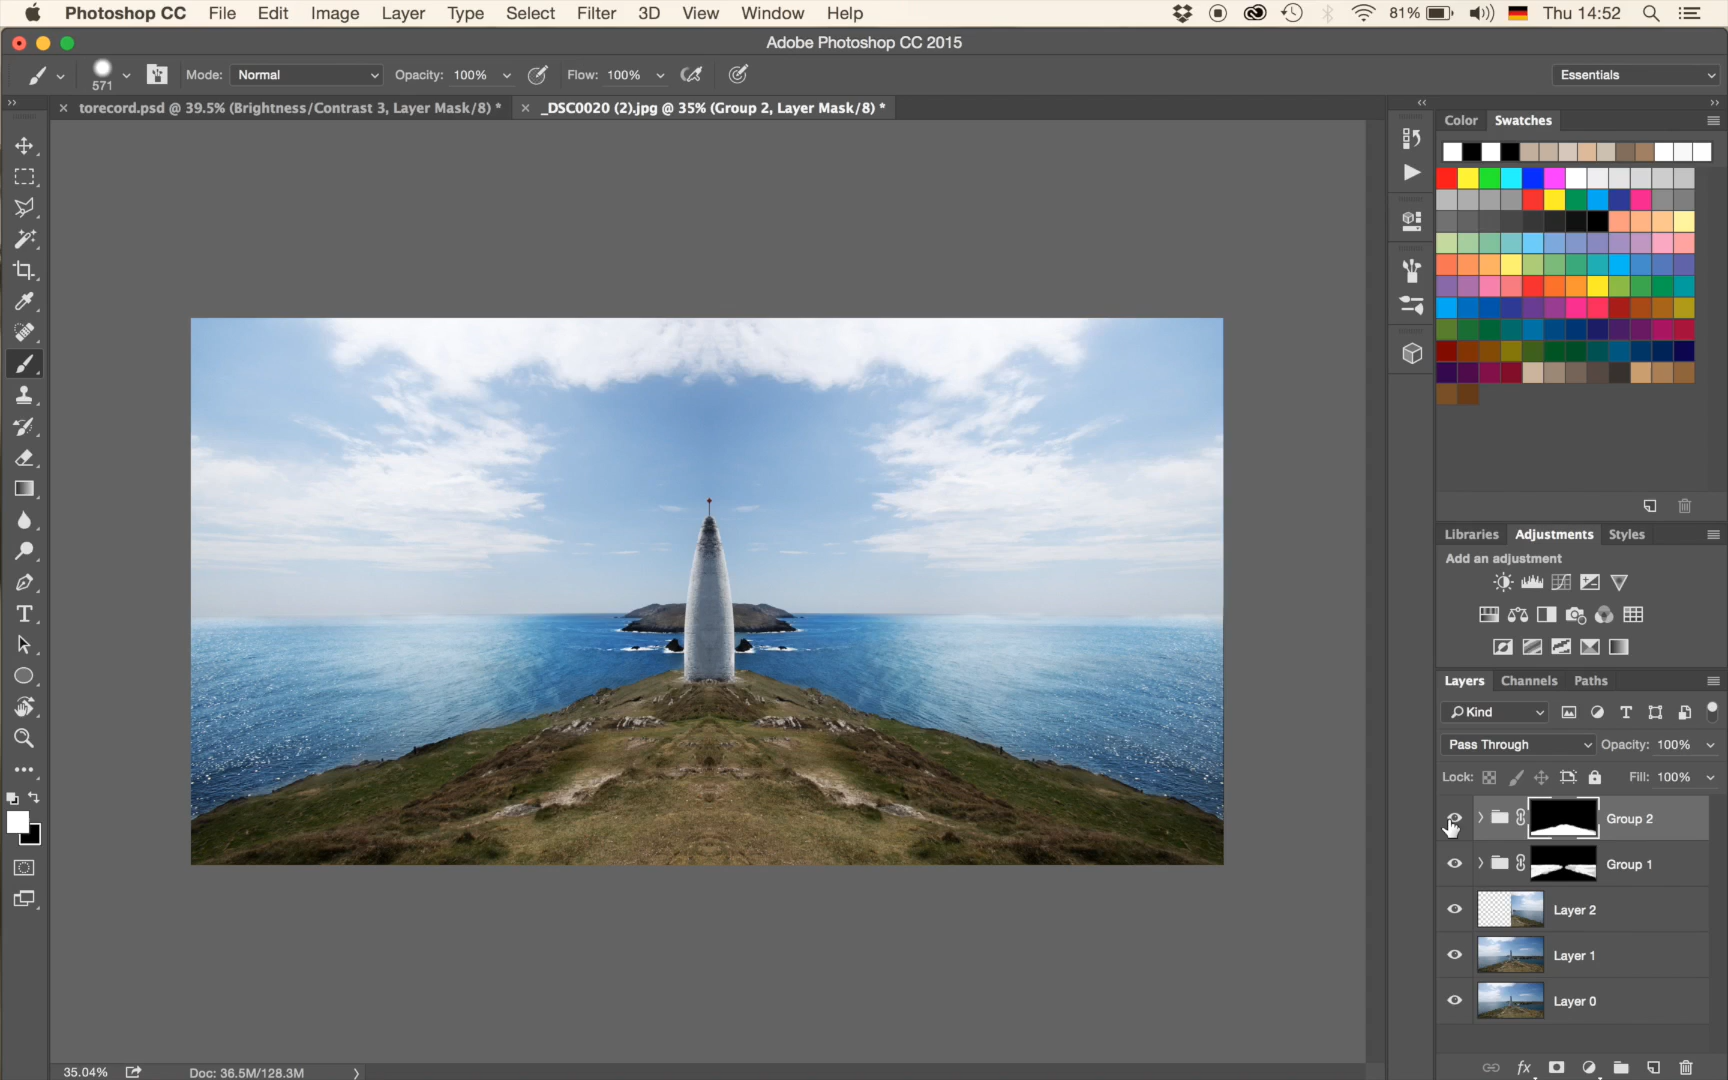 Photoshop CC File Edit Image Layer Type Select Filter 3D View Window Help 81% Thu 14:52
Adobe Photoshop CC 2015
571 Mode: Normal Opacity: 100% Flow: 100% Essentials
torecord.psd @ 39.5% (Brightness/Contrast 3, Layer Mask/8) * _DSC0020 (2).jpg @ 35% (Group 2, Layer Mask/8) *
Color Swatches
Libraries Adjustments Styles
Add an adjustment
Layers Channels Paths
Kind
Pass Through Opacity: 100%
Lock: Fill: 100%
Group 2
Group 1
Layer 2
Layer 1
Layer 0
35.04% Doc: 36.5M/128.3M